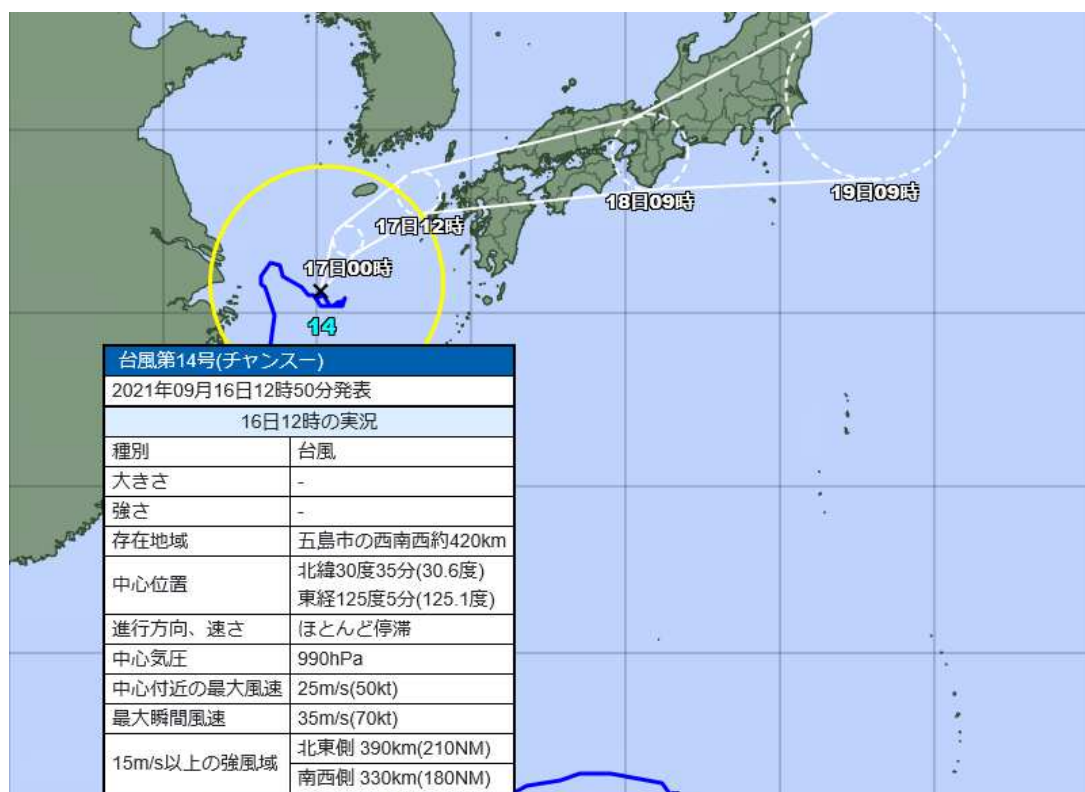 17日00時
17日12時
18日09時
19日09時
14
台風第14号(チャンスー)
2021年09月16日12時50分発表
16日12時の実況
種別 台風
大きさ -
強さ -
存在地域 五島市の西南西約420km
中心位置 北緯30度35分(30.6度)
東経125度5分(125.1度)
進行方向、速さ ほとんど停滞
中心気圧 990hPa
中心付近の最大風速 25m/s(50kt)
最大瞬間風速 35m/s(70kt)
15m/s以上の強風域 北東側 390km(210NM)
南西側 330km(180NM)